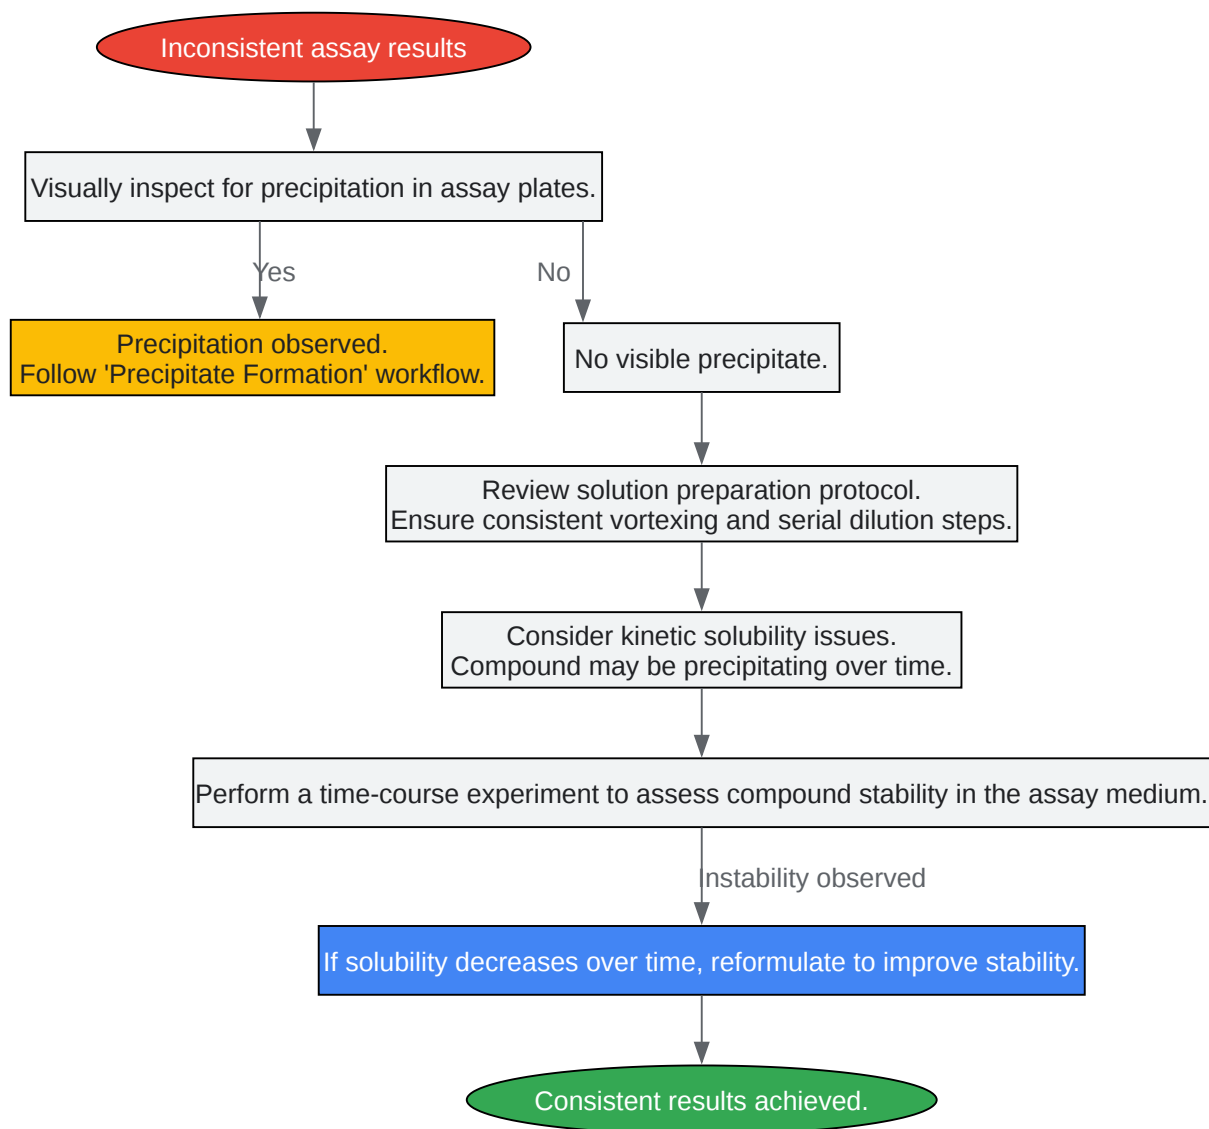 Inconsistent assay results
Visually inspect for precipitation in assay plates.
Yes
No
Precipitation observed.
Follow 'Precipitate Formation' workflow.
No visible precipitate.
Review solution preparation protocol.
Ensure consistent vortexing and serial dilution steps.
Consider kinetic solubility issues.
Compound may be precipitating over time.
Perform a time-course experiment to assess compound stability in the assay medium.
Instability observed
If solubility decreases over time, reformulate to improve stability.
Consistent results achieved.